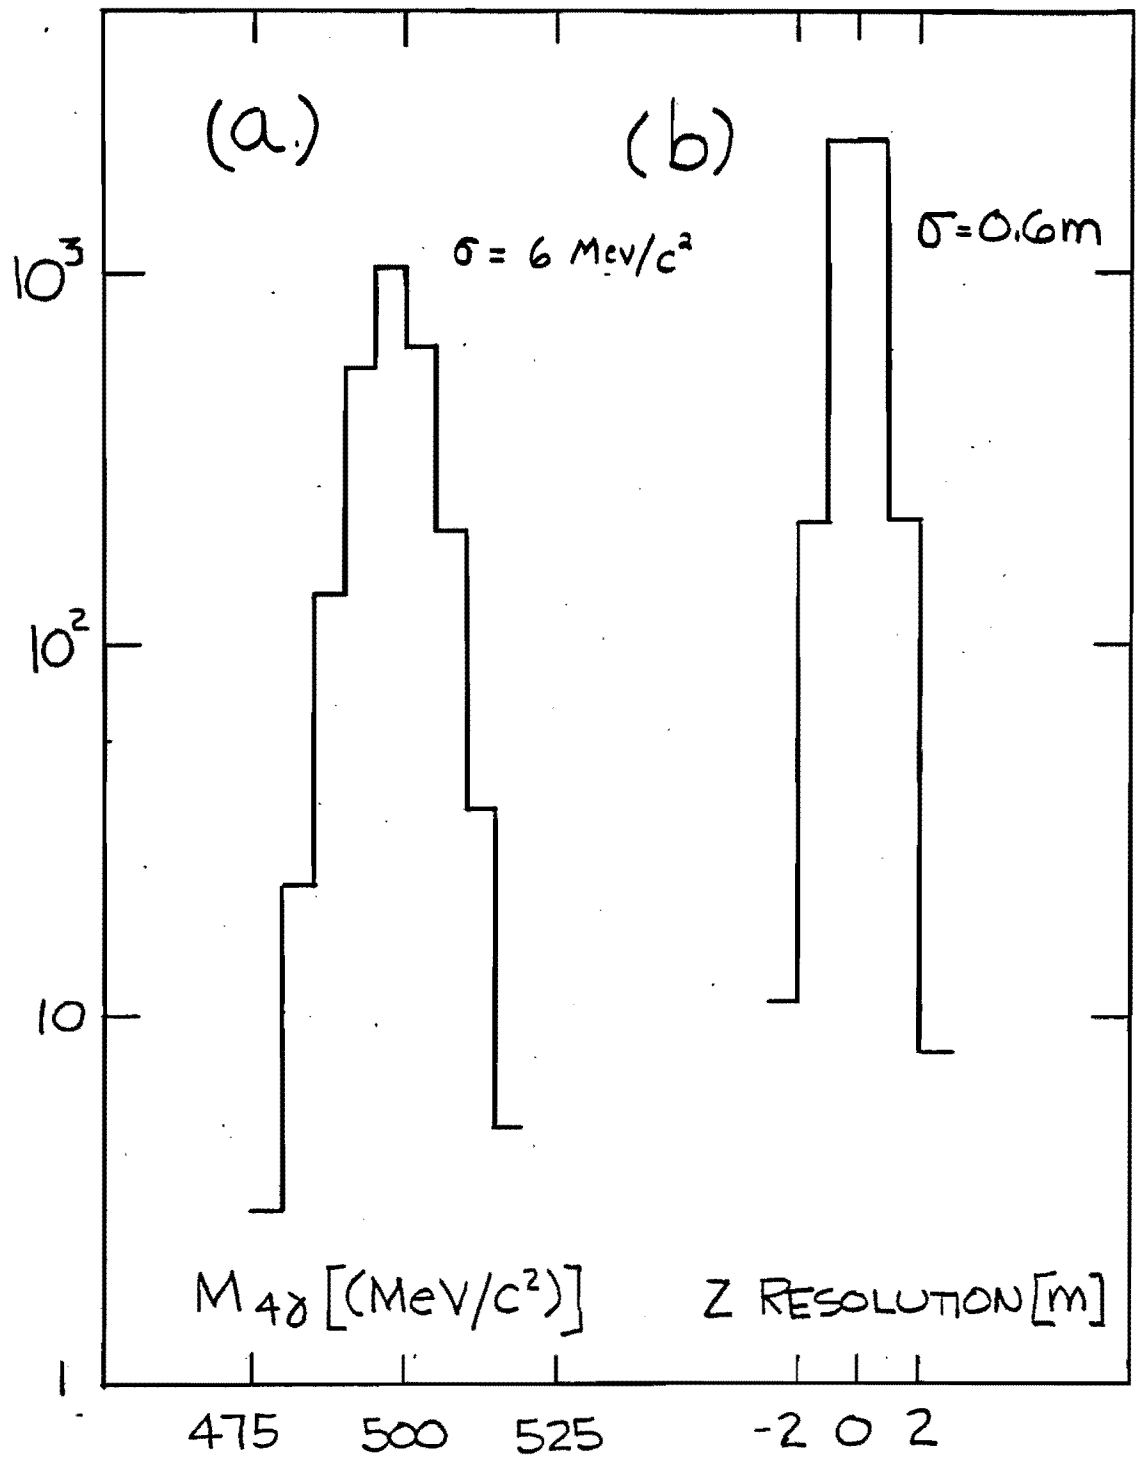 (a.) (b)
σ = 6 MeV/c²
σ=0.6m
10³
10²
10
1
M4γ [(MeV/c²)]
Z RESOLUTION [m]
475 500 525 -2 0 2